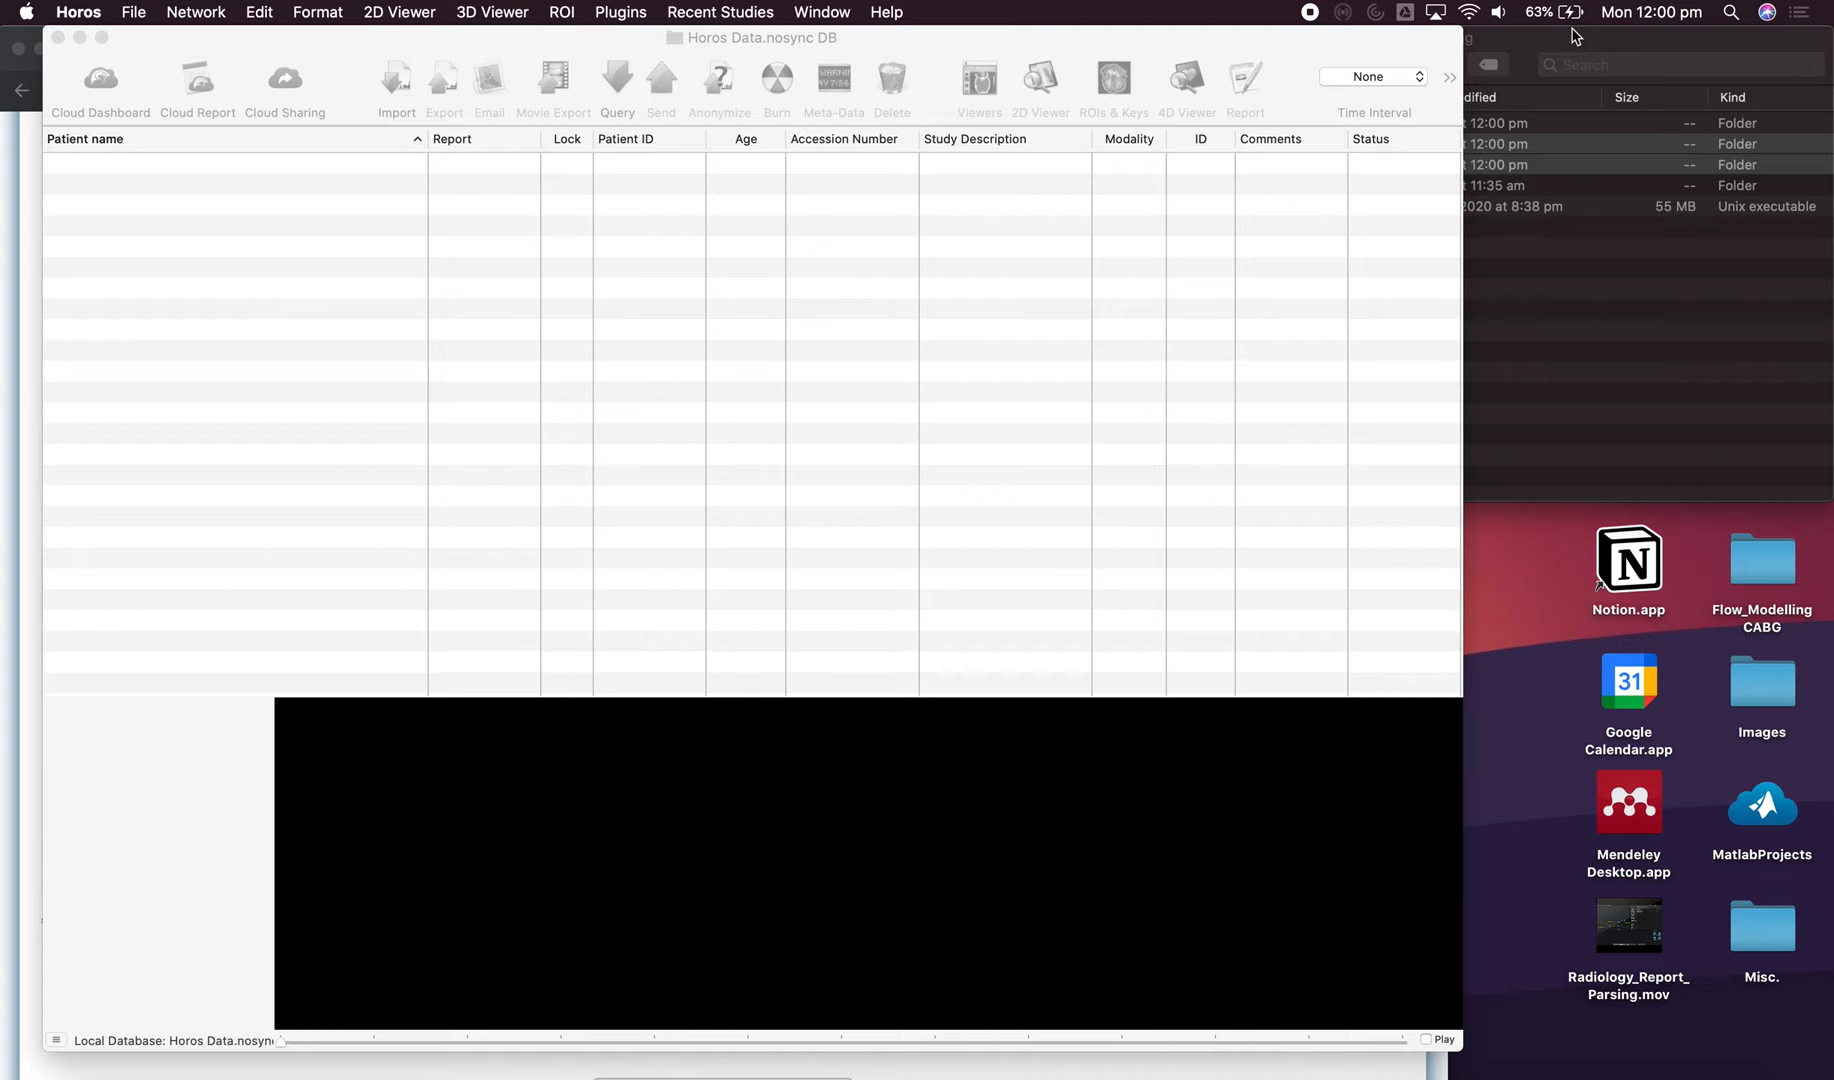 Horos File Network Edit Format 2D Viewer 3D Viewer ROI Plugins Recent Studies Window Help 63% Mon 12:00 pm
Horos Data.nosync DB
g
None
Search
Cloud Dashboard Cloud Report Cloud Sharing Import Export Email Movie Export Query Send Anonymize Burn Meta-Data Delete Viewers 2D Viewer ROIs & Keys 4D Viewer Report Time Interval
dified Size Kind
Patient name Report Lock Patient ID Age Accession Number Study Description Modality ID Comments Status
t 12:00 pm -- Folder
t 12:00 pm -- Folder
t 12:00 pm -- Folder
t 11:35 am -- Folder
2020 at 8:38 pm 55 MB Unix executable
Notion.app
Flow_Modelling
CABG
31
Google
Calendar.app
Images
Mendeley
Desktop.app
MatlabProjects
Radiology_Report_
Parsing.mov
Misc.
Local Database: Horos Data.nosyn
Play